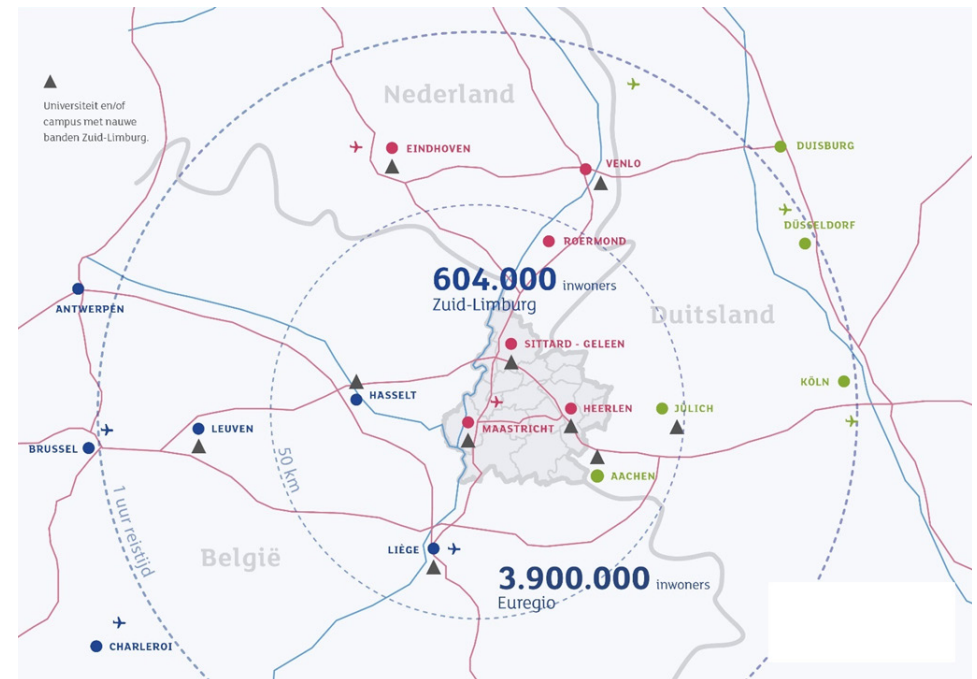 Nederland
Universiteit en/of
campus met nauwe
banden Zuid-Limburg.
EINDHOVEN
VENLO
DUISBURG
DÜSSELDORF
ROERMOND
604.000 inwoners
Zuid-Limburg
ANTWERPEN
Duitsland
SITTARD - GELEEN
KÖLN
HASSELT
HEERLEN
JÜLICH
LEUVEN
MAASTRICHT
BRUSSEL
50 km
AACHEN
1 uur reistijd
België
LIÈGE
3.900.000 inwoners
Euregio
CHARLEROI